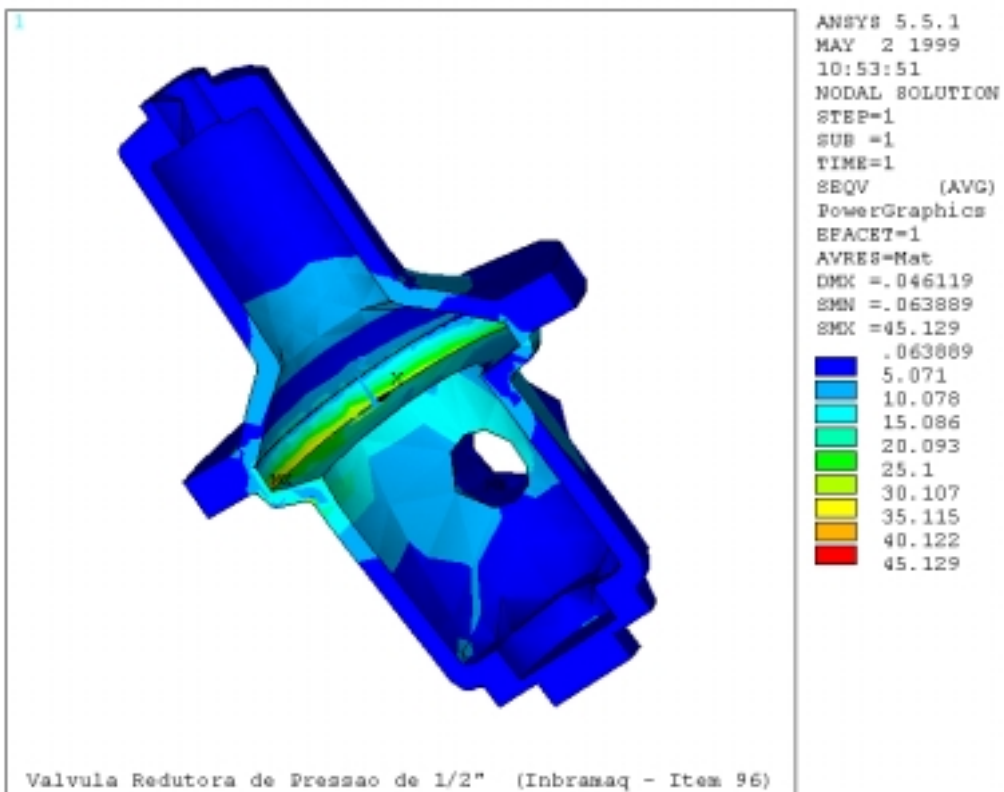 1
ANSYS 5.5.1
MAY 2 1999
10:53:51
NODAL SOLUTION
STEP=1
SUB =1
TIME=1
SEQV (AVG)
PowerGraphics
EFACET=1
AVRES=Mat
DMX =.046119
SMN =.063889
SMX =45.129
.063889
5.071
10.078
15.086
20.093
25.1
30.107
35.115
40.122
45.129
X
Valvula Redutora de Pressao de 1/2" (Inbramaq - Item 96)